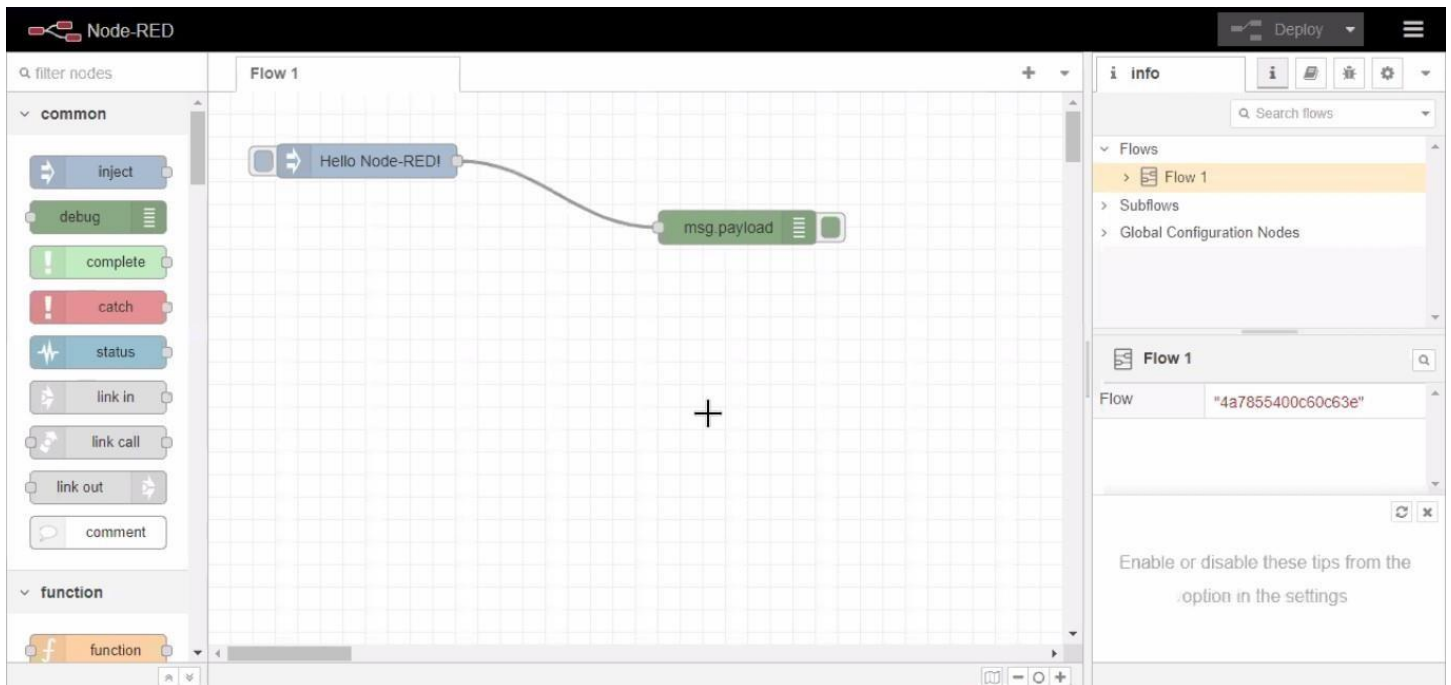 Node-RED
Deploy
filter nodes
Flow 1
i info
i
Search flows
common
inject
debug
complete
catch
status
link in
link call
link out
comment
function
function
Hello Node-RED!
msg.payload
Flows
Flow 1
Subflows
Global Configuration Nodes
Flow 1
Flow "4a7855400c60c63e"
Enable or disable these tips from the
option in the settings